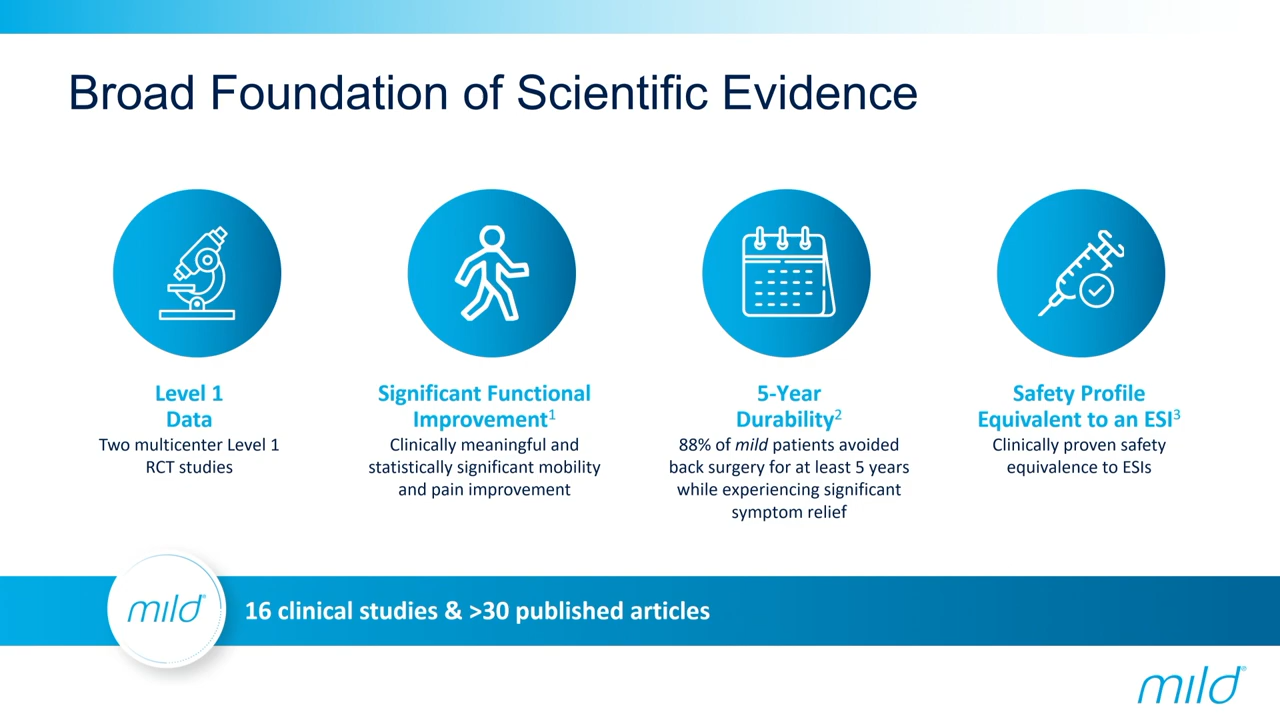 Broad Foundation of Scientific Evidence
Level 1
Data
Two multicenter Level 1
RCT studies
Significant Functional
Improvement1
Clinically meaningful and
statistically significant mobility
and pain improvement
5-Year
Durability2
88% of mild patients avoided
back surgery for at least 5 years
while experiencing significant
symptom relief
Safety Profile
Equivalent to an ESI3
Clinically proven safety
equivalence to ESIs
mild®
16 clinical studies & >30 published articles
mild®